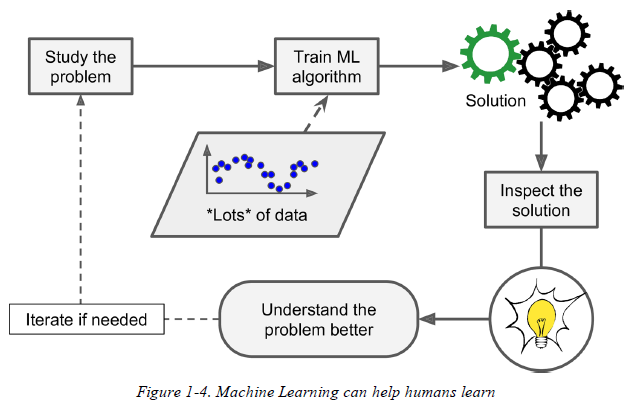 Study the
problem
Train ML
algorithm
Solution
*Lots* of data
Inspect the
solution
Understand the
problem better
Iterate if needed
Figure 1-4. Machine Learning can help humans learn